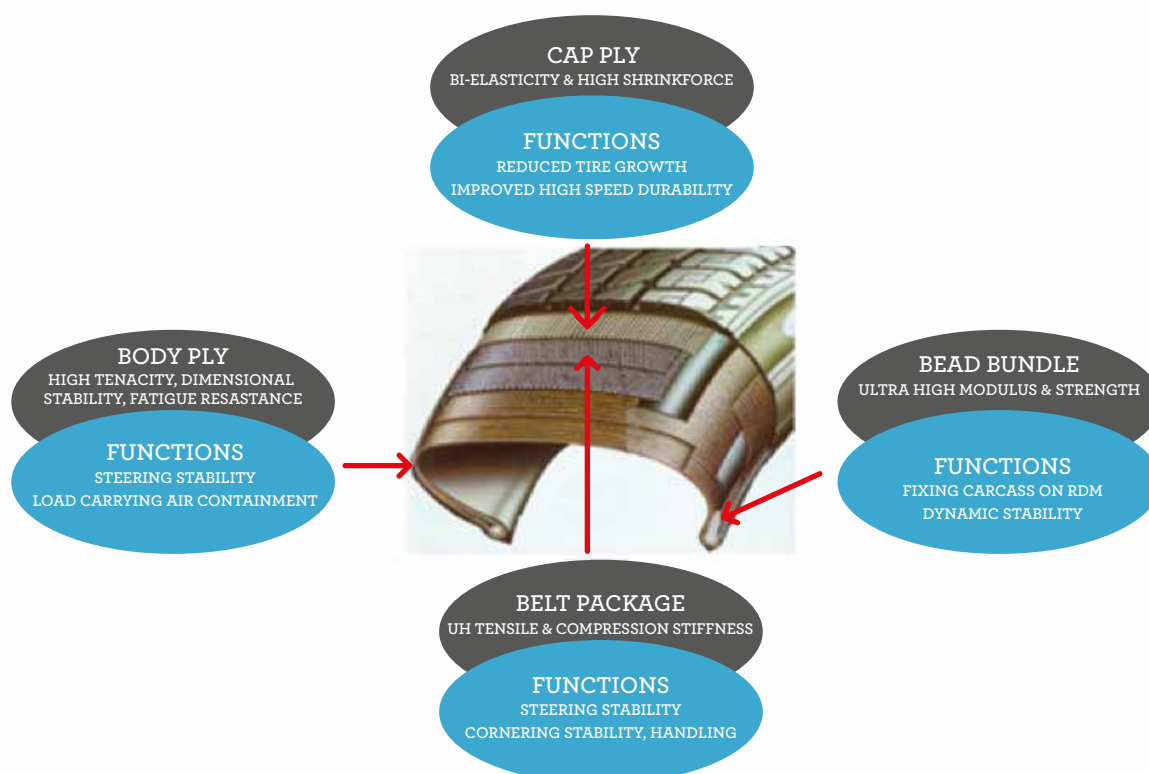 CAP PLY
BI-ELASTICITY & HIGH SHRINKFORCE
FUNCTIONS
REDUCED TIRE GROWTH
IMPROVED HIGH SPEED DURABILITY
BODY PLY
HIGH TENACITY, DIMENSIONAL
STABILITY, FATIGUE RESASTANCE
FUNCTIONS
STEERING STABILITY
LOAD CARRYING AIR CONTAINMENT
BEAD BUNDLE
ULTRA HIGH MODULUS & STRENGTH
FUNCTIONS
FIXING CARCASS ON RDM
DYNAMIC STABILITY
BELT PACKAGE
UH TENSILE & COMPRESSION STIFFNESS
FUNCTIONS
STEERING STABILITY
CORNERING STABILITY, HANDLING